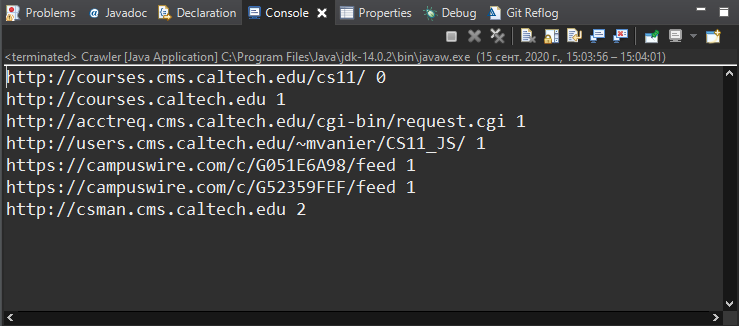 Problems @ Javadoc Declaration Console Properties Debug Git Reflog
<terminated> Crawler [Java Application] C:\Program Files\Java\jdk-14.0.2\bin\javaw.exe (15 сент. 2020 г., 15:03:56 – 15:04:01)
http://courses.cms.caltech.edu/cs11/ 0
http://courses.caltech.edu 1
http://acctreq.cms.caltech.edu/cgi-bin/request.cgi 1
http://users.cms.caltech.edu/~mvanier/CS11_JS/ 1
https://campuswire.com/c/G051E6A98/feed 1
https://campuswire.com/c/G52359FEF/feed 1
http://csman.cms.caltech.edu 2